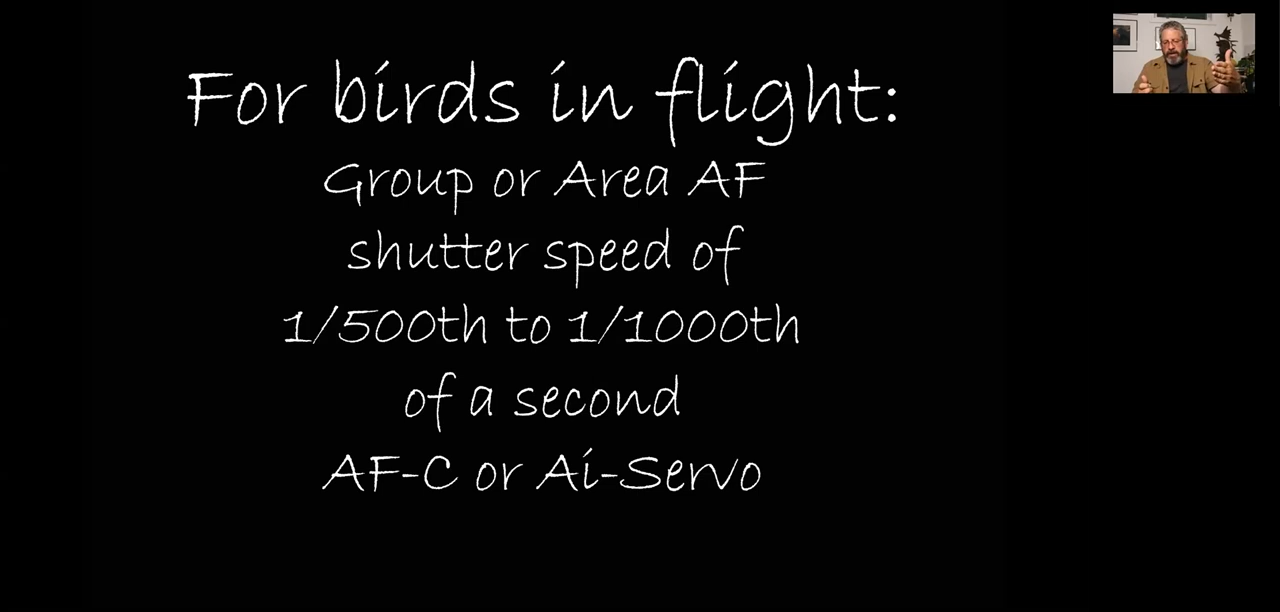 For birds in flight:
Group or Area AF
shutter speed of
1/500th to 1/1000th
of a second
AF-C or Ai-Servo